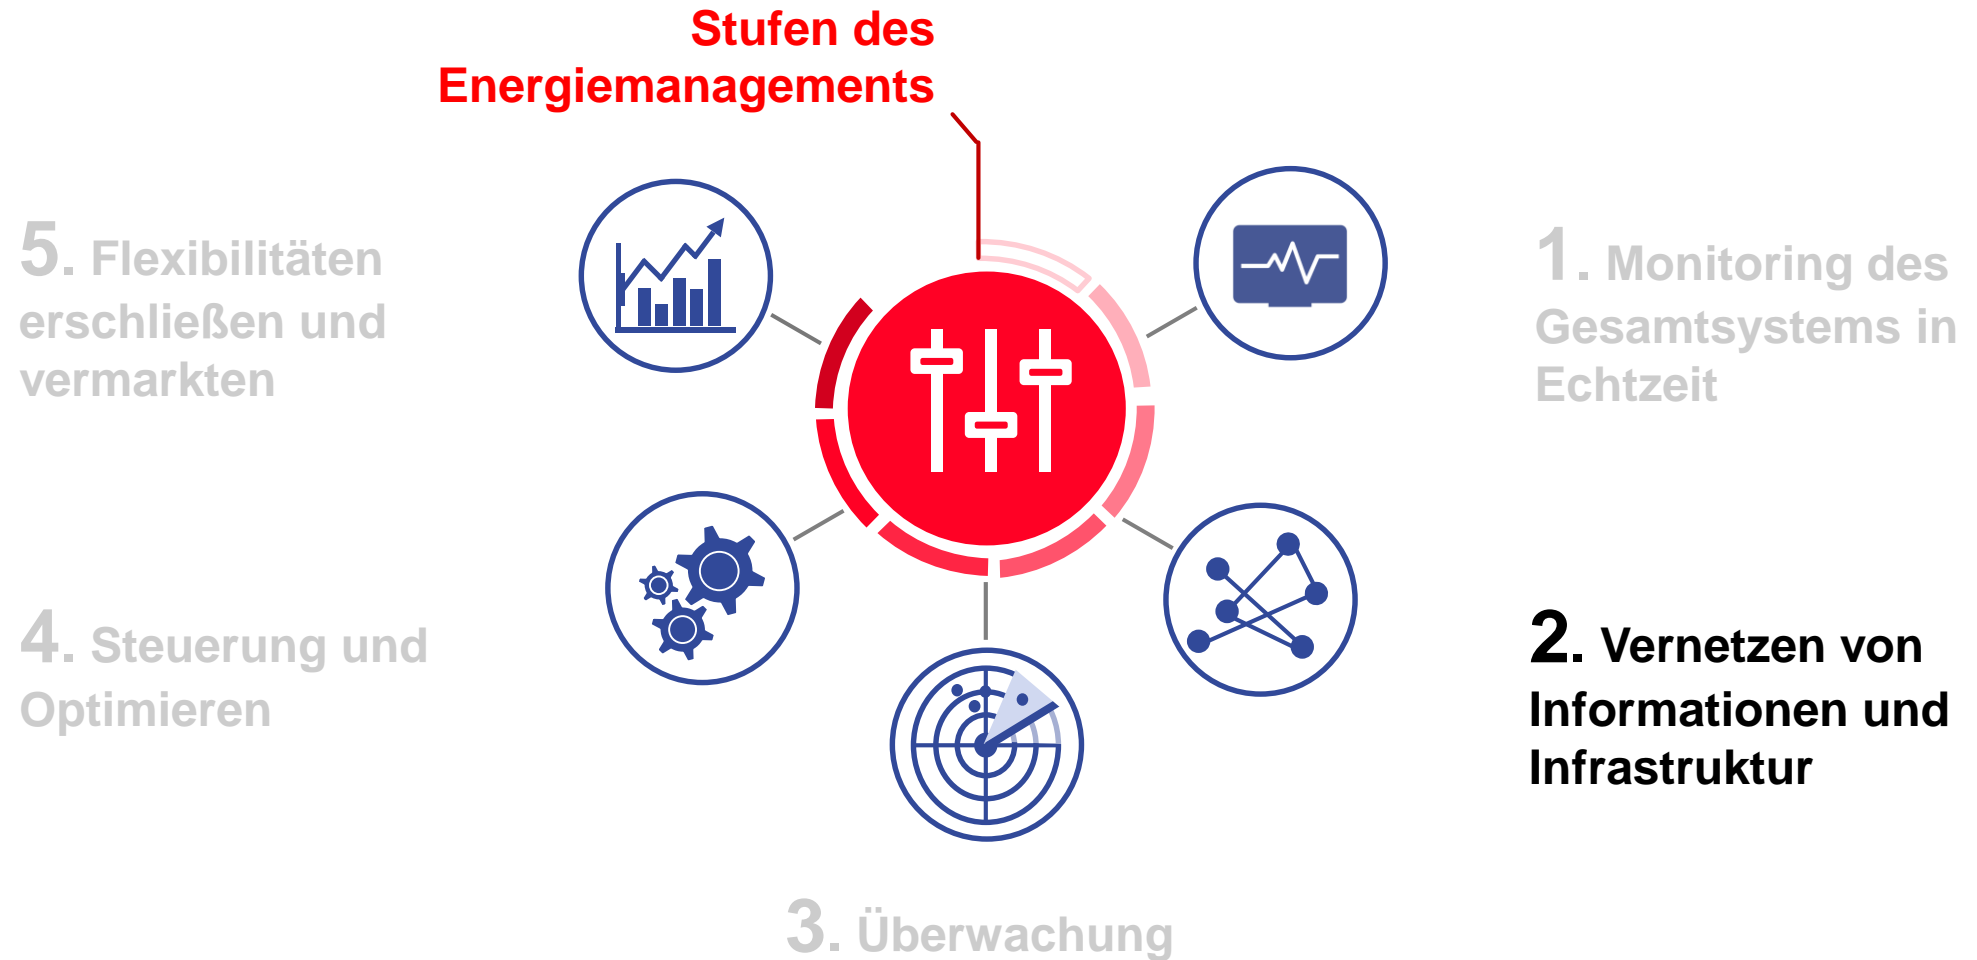 Stufen des
Energiemanagements
1. Monitoring des
Gesamtsystems in
Echtzeit
2. Vernetzen von
Informationen und
Infrastruktur
3. Überwachung
4. Steuerung und
Optimieren
5. Flexibilitäten
erschließen und
vermarkten